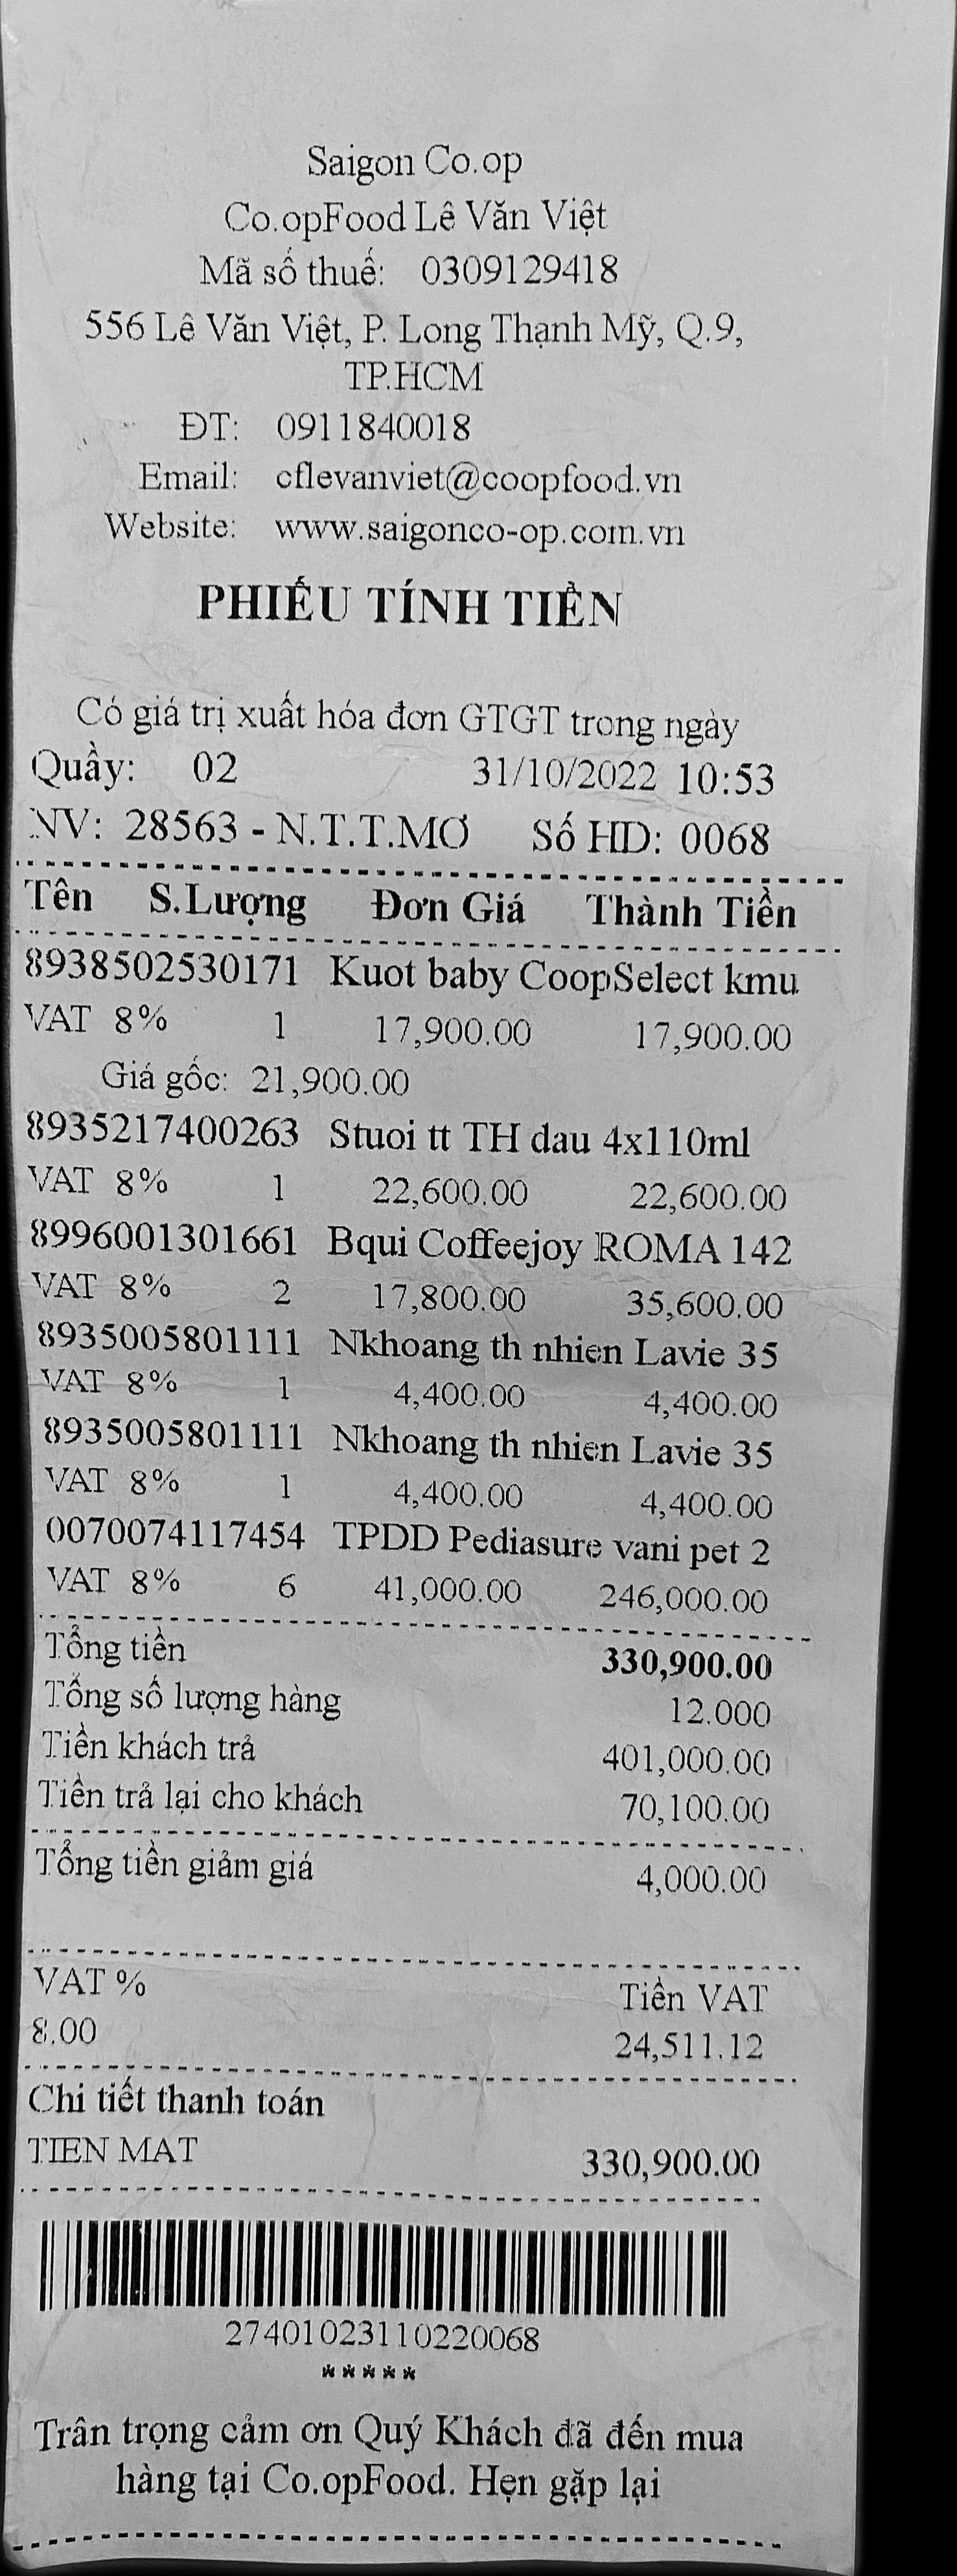 Saigon Co.op
Co.opFood Lê Văn Việt
Mã số thuế: 0309129418
556 Lê Văn Việt, P. Long Thạnh Mỹ, Q.9,
TP.HCM
ĐT: 0911840018
Email: cflevanviet@coopfood.vn
Website: www.saigonco-op.com.vn
PHIẾU TÍNH TIỀN
Có giá trị xuất hóa đơn GTGT trong ngày
Quầy: 02 31/10/2022 10:53
NV: 28563 - N.T.T.MƠ Số HD: 0068
Tên S.Lượng Đơn Giá Thành Tiền
8938502530171 Kuot baby CoopSelect kmu
VAT 8% 1 17,900.00 17,900.00
Giá gốc: 21,900.00
8935217400263 Stuoi tt TH dau 4x110ml
VAT 8% 1 22,600.00 22,600.00
8996001301661 Bqui Coffeejoy ROMA 142
VAT 8% 2 17,800.00 35,600.00
8935005801111 Nkhoang th nhien Lavie 35
VAT 8% 1 4,400.00 4,400.00
8935005801111 Nkhoang th nhien Lavie 35
VAT 8% 1 4,400.00 4,400.00
0070074117454 TPDD Pediasure vani pet 2
VAT 8% 6 41,000.00 246,000.00
Tổng tiền 330,900.00
Tổng số lượng hàng 12.000
Tiền khách trả 401,000.00
Tiền trả lại cho khách 70,100.00
Tổng tiền giảm giá 4,000.00
VAT % Tiền VAT
8.00 24,511.12
Chi tiết thanh toán
TIEN MAT 330,900.00
27401023110220068
*****
Trân trọng cảm ơn Quý Khách đã đến mua
hàng tại Co.opFood. Hẹn gặp lại